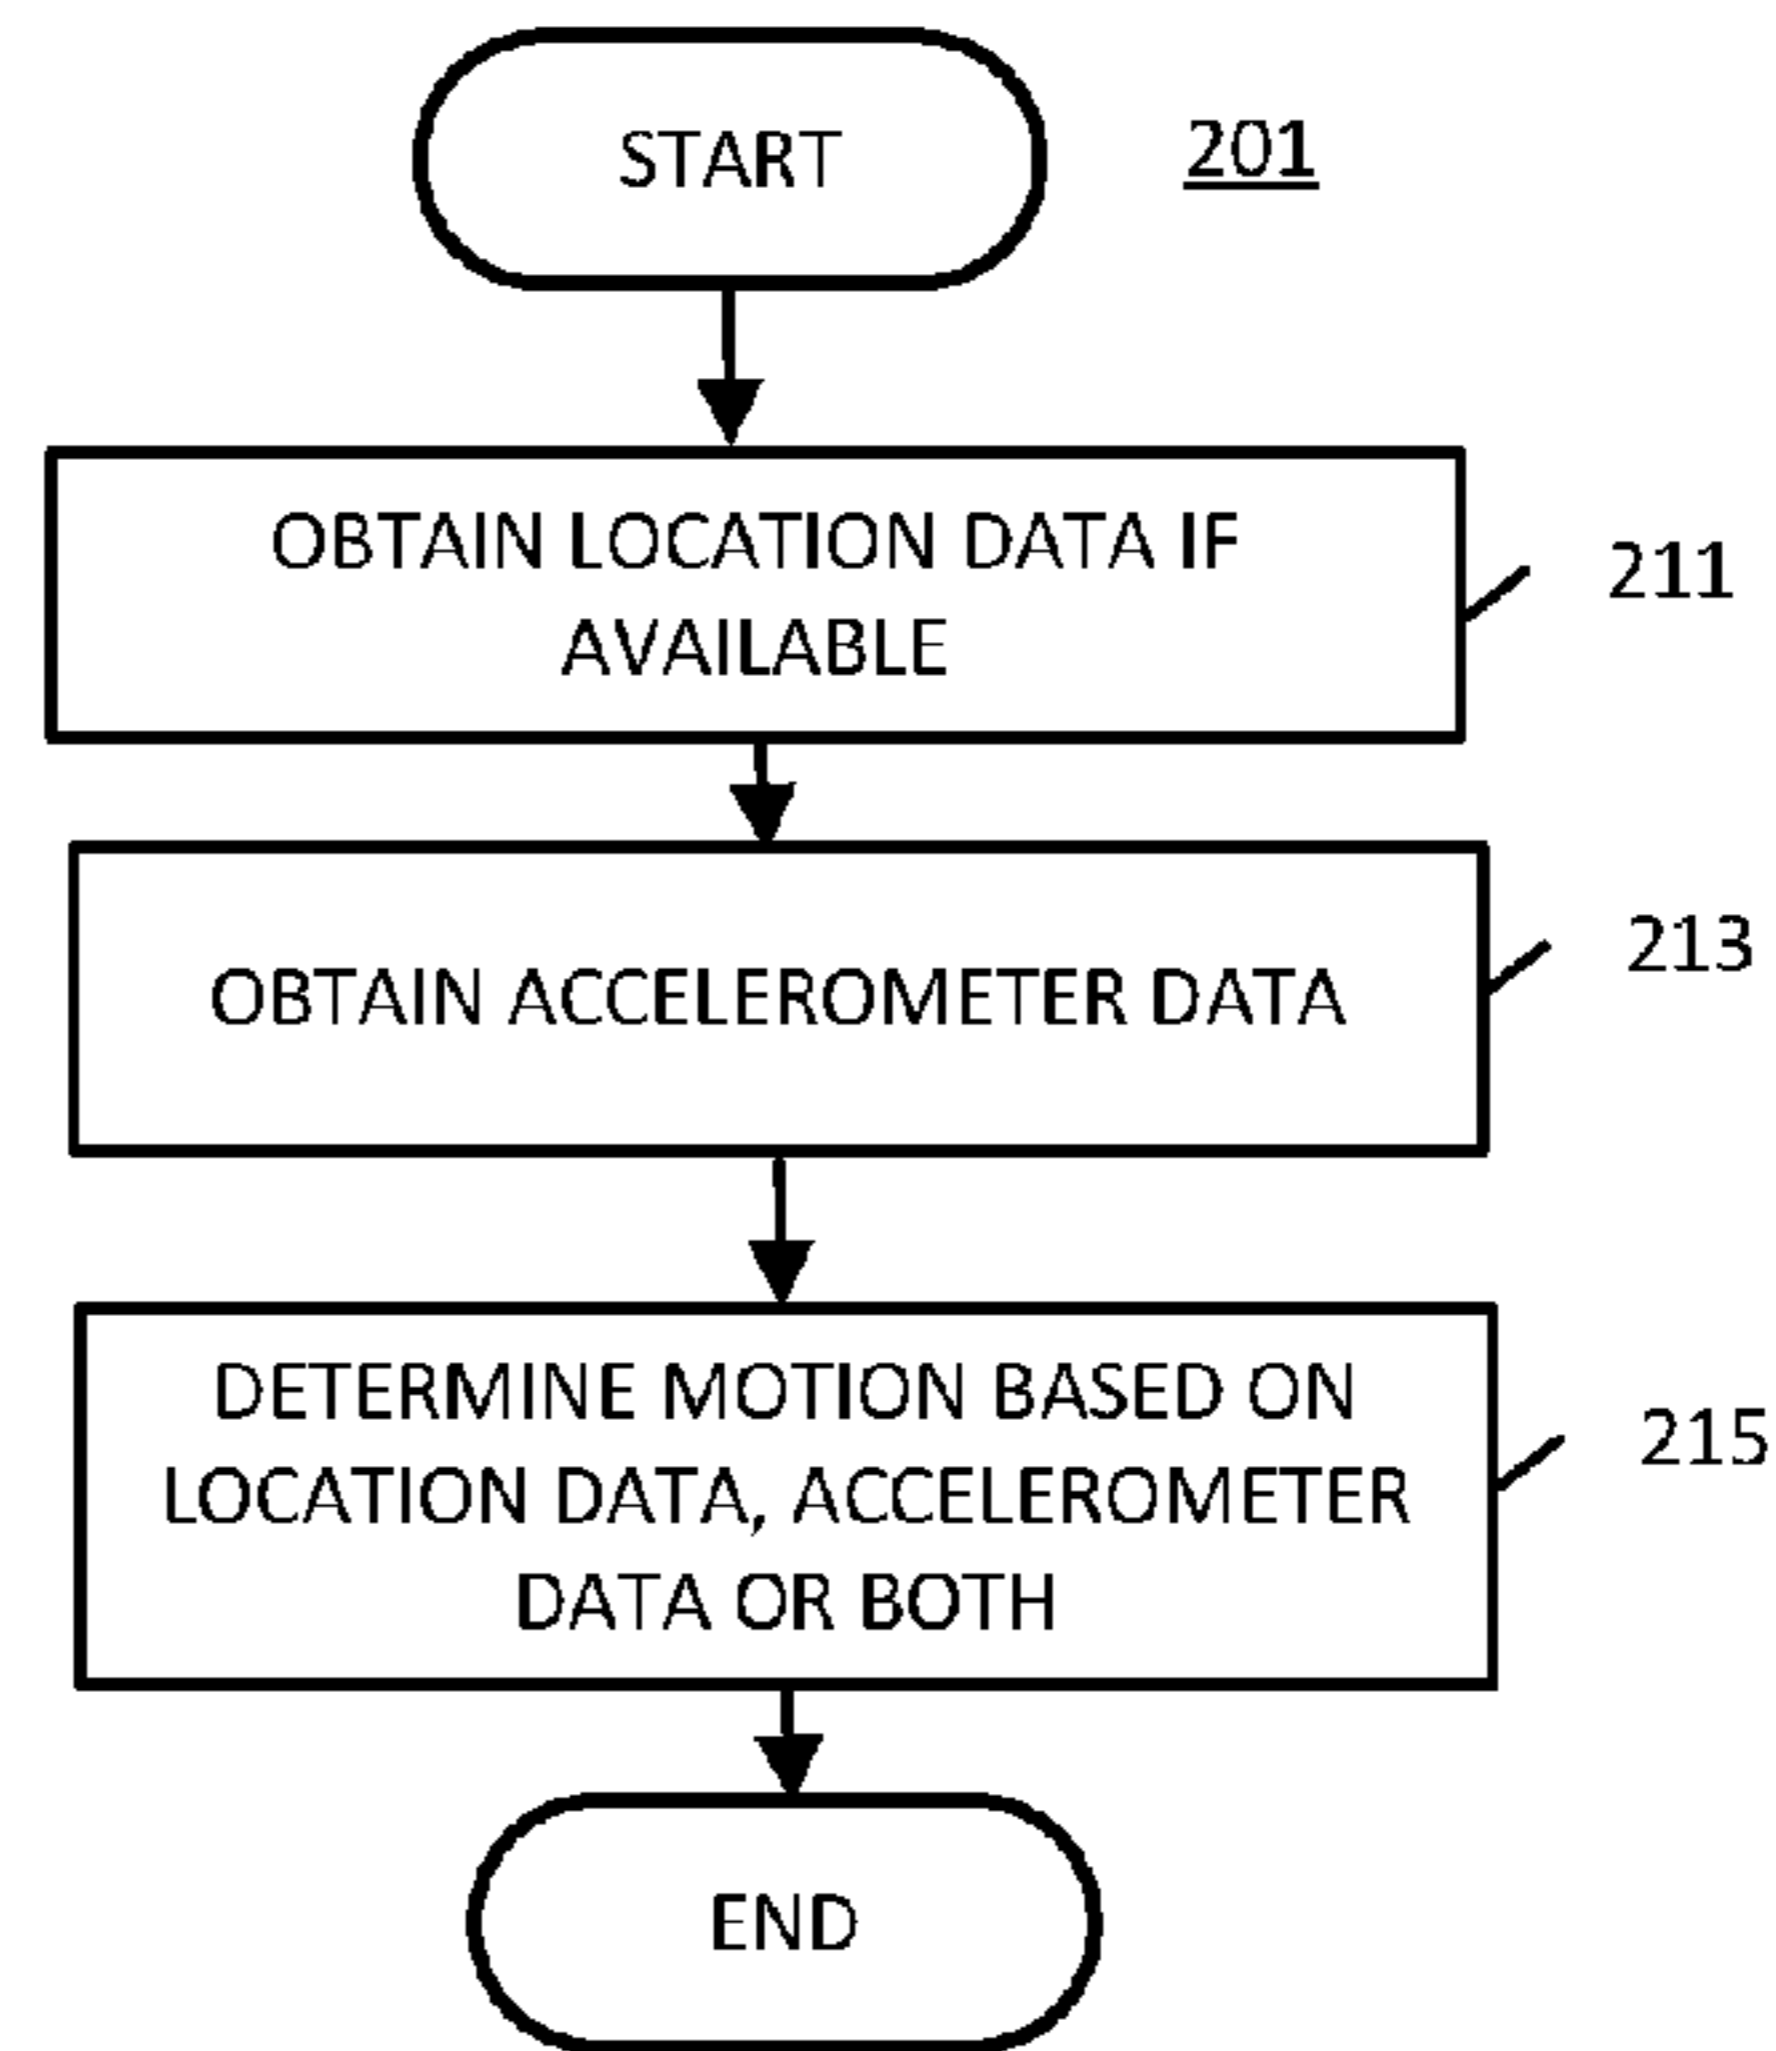 START
201
OBTAIN LOCATION DATA IF
AVAILABLE
211
OBTAIN ACCELEROMETER DATA
213
DETERMINE MOTION BASED ON
LOCATION DATA, ACCELEROMETER
DATA OR BOTH
215
END